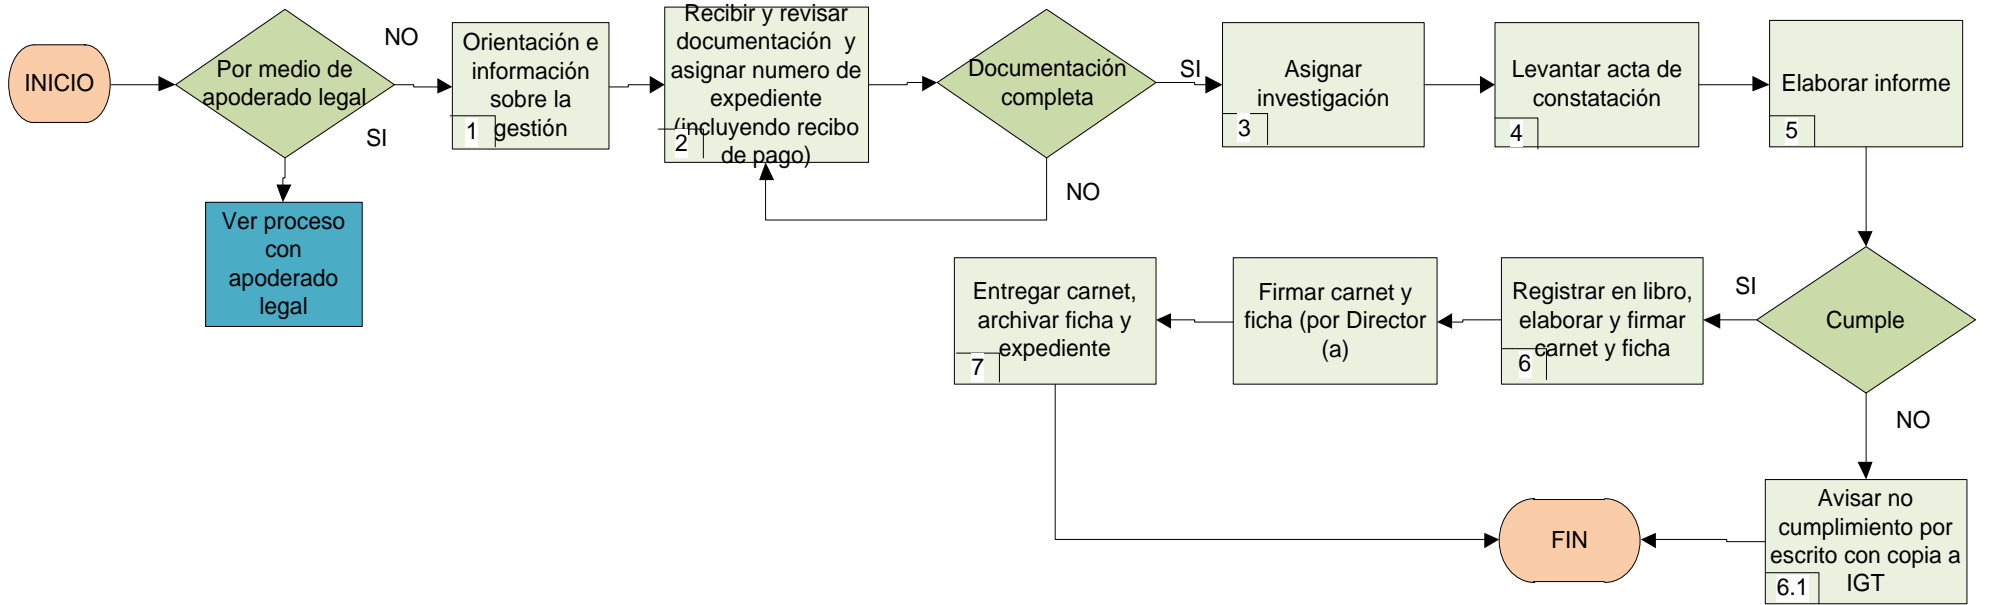 INICIO
Por medio de
apoderado legal
NO
SI
Ver proceso
con
apoderado
legal
Orientación e
información
sobre la
gestión
1
Recibir y revisar
documentación y
asignar numero de
expediente
(incluyendo recibo
de pago)
2
Documentación
completa
SI
NO
Asignar
investigación
3
Levantar acta de
constatación
4
Elaborar informe
5
Cumple
SI
NO
Registrar en libro,
elaborar y firmar
carnet y ficha
6
Firmar carnet y
ficha (por Director
(a)
Entregar carnet,
archivar ficha y
expediente
7
Avisar no
cumplimiento por
escrito con copia a
IGT
6.1
FIN